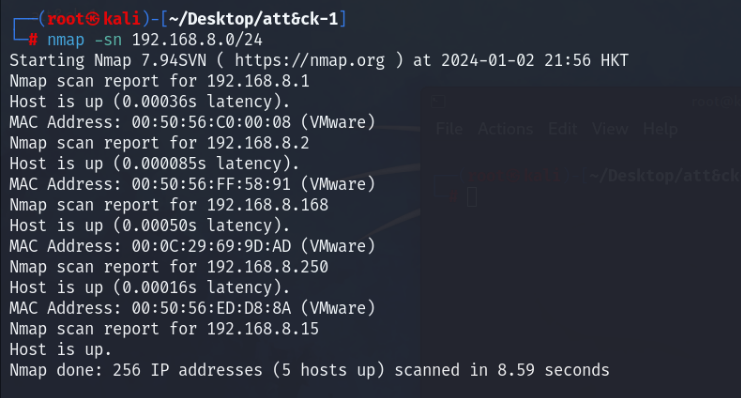 ┌──(root㉿kali)-[~/Desktop/att&ck-1]
└─# nmap -sn 192.168.8.0/24
Starting Nmap 7.94SVN ( https://nmap.org ) at 2024-01-02 21:56 HKT
Nmap scan report for 192.168.8.1
Host is up (0.00036s latency).
MAC Address: 00:50:56:C0:00:08 (VMware)
Nmap scan report for 192.168.8.2
Host is up (0.000085s latency).
MAC Address: 00:50:56:FF:58:91 (VMware)
Nmap scan report for 192.168.8.168
Host is up (0.00050s latency).
MAC Address: 00:0C:29:69:9D:AD (VMware)
Nmap scan report for 192.168.8.250
Host is up (0.00016s latency).
MAC Address: 00:50:56:ED:D8:8A (VMware)
Nmap scan report for 192.168.8.15
Host is up.
Nmap done: 256 IP addresses (5 hosts up) scanned in 8.59 seconds
File Actions Edit View Help
~/Desktop/att&ck